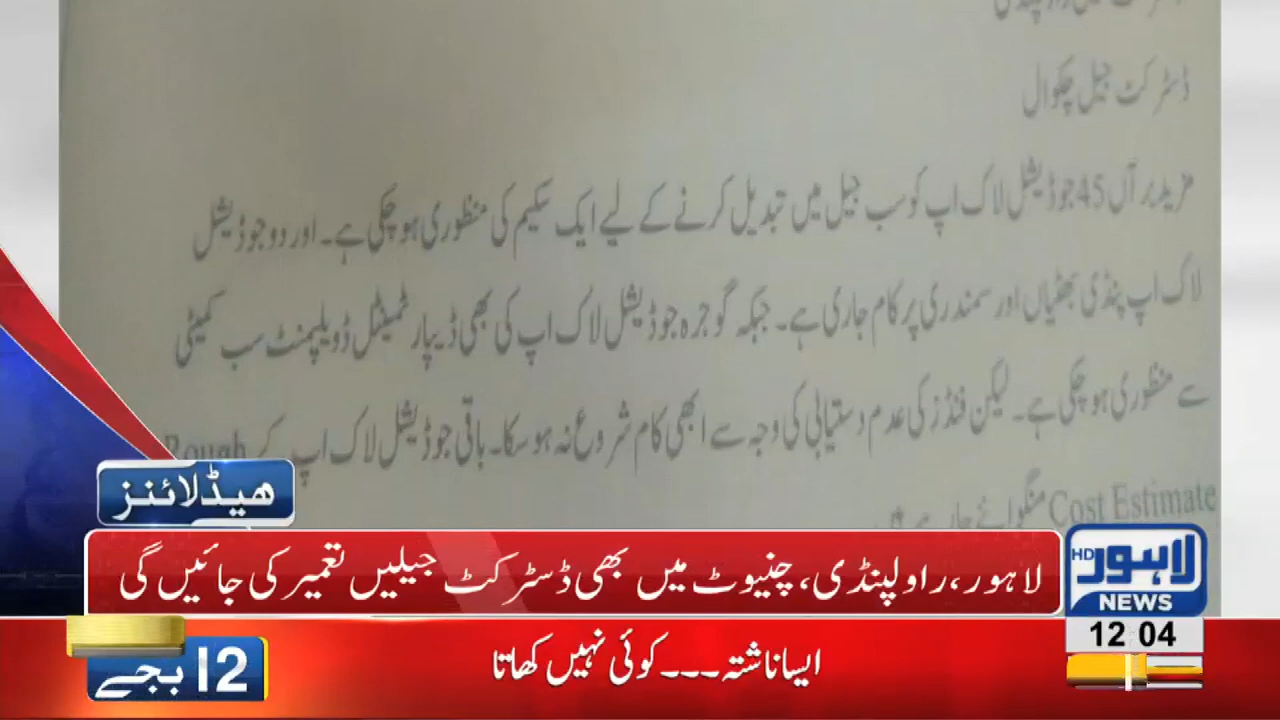 ڈسٹرکٹ جیل چکوال
مزید برآں 45 جوڈیشل لاک اپ کو سب جیل میں تبدیل کرنے کے لیے ایک سکیم کی منظوری ہو چکی ہے۔ اور دو جوڈیشل
لاک اپ پنڈی بھٹیاں اور سمندری پر کام جاری ہے۔ جبکہ گوجرہ جوڈیشل لاک اپ کی بھی ڈیپارٹمینٹل ڈویلپمنٹ سب کمیٹی
سے منظوری ہو چکی ہے۔ لیکن فنڈز کی عدم دستیابی کی وجہ سے ابھی کام شروع نہ ہو سکا۔ باقی جوڈیشل لاک اپ کے Rough
Cost Estimate منگوائے جا
ھیڈلائنز
لاہور، راولپنڈی، چنیوٹ میں بھی ڈسٹرکٹ جیلیں تعمیر کی جائیں گی
لاہور HD
NEWS
12 04
ایسا ناشتہ ۔۔۔ کوئی نہیں کھاتا
12 بجے